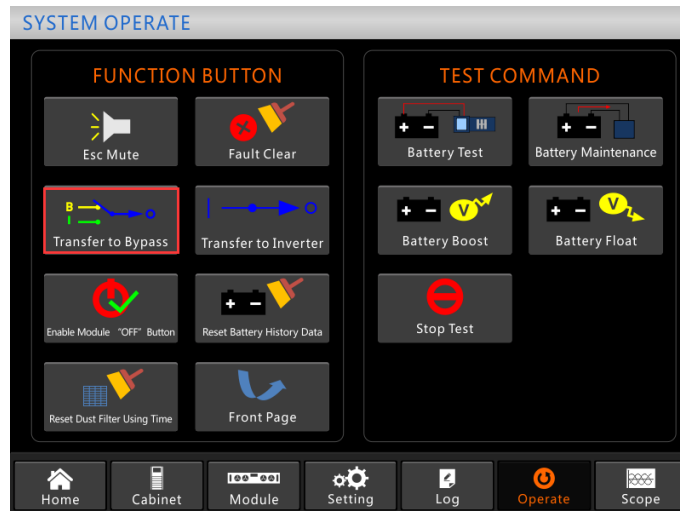 SYSTEM OPERATE
FUNCTION BUTTON
Esc Mute
Fault Clear
B
I
O
Transfer to Bypass
I
O
Transfer to Inverter
Enable Module "OFF" Button
Reset Battery History Data
Reset Dust Filter Using Time
Front Page
TEST COMMAND
Battery Test
Battery Maintenance
V
Battery Boost
V
Battery Float
Stop Test
Home
Cabinet
Module
Setting
Log
Operate
Scope